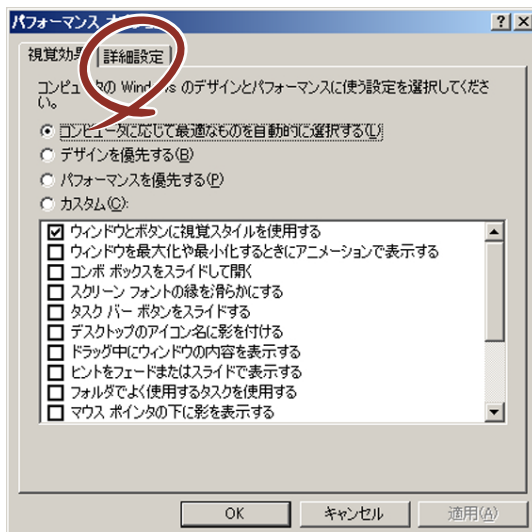 パフォーマンス
視覚効果 詳細設定
コンピュータの Windows のデザインとパフォーマンスに使う設定を選択してくださ
い。
コンピュータに応じて最適なものを自動的に選択する(L)
デザインを優先する(B)
パフォーマンスを優先する(P)
カスタム(C):
ウィンドウとボタンに視覚スタイルを使用する
ウィンドウを最大化や最小化するときにアニメーションで表示する
コンボ ボックスをスライドして開く
スクリーン フォントの縁を滑らかにする
タスク バー ボタンをスライドする
デスクトップのアイコン名に影を付ける
ドラッグ中にウィンドウの内容を表示する
ヒントをフェードまたはスライドで表示する
フォルダでよく使用するタスクを使用する
マウス ポインタの下に影を表示する
OK キャンセル 適用(A)